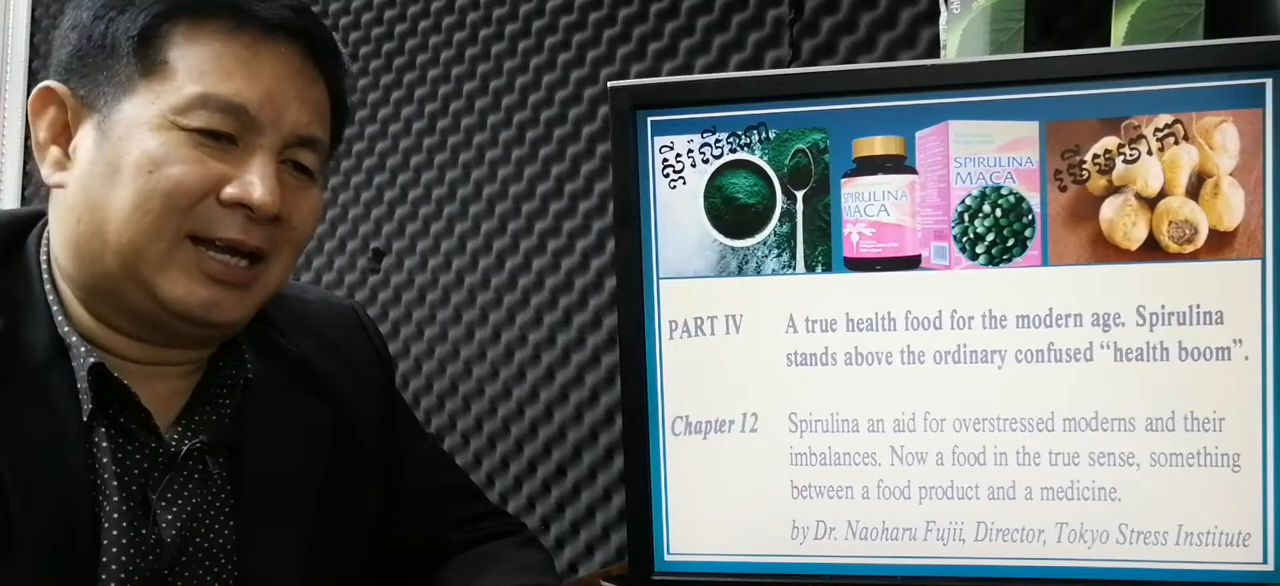 ស្ពីរូលីណា
SPIRULINA
MACA
SPIRULINA
MACA
មើមម៉ាកា
PART IV A true health food for the modern age. Spirulina
stands above the ordinary confused “health boom”.
Chapter 12 Spirulina an aid for overstressed moderns and their
imbalances. Now a food in the true sense, something
between a food product and a medicine.
by Dr. Naoharu Fujii, Director, Tokyo Stress Institute